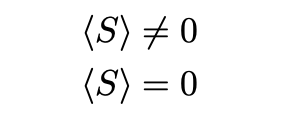 ⟨S⟩ ≠ 0
⟨S⟩ = 0